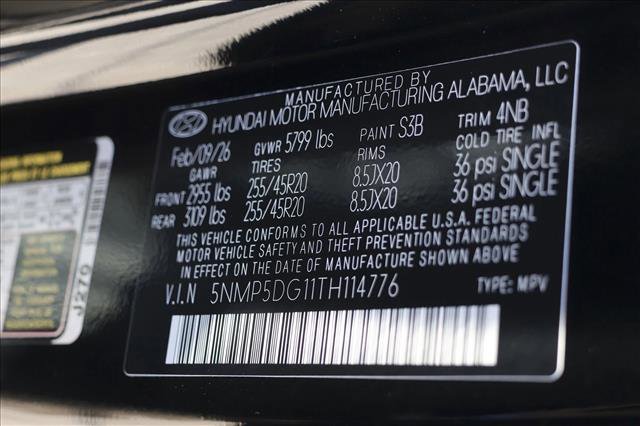 MANUFACTURED BY
HYUNDAI MOTOR MANUFACTURING ALABAMA, LLC
Feb/09/26 GVWR 5799 lbs PAINT S3B TRIM 4NB
GAWR TIRES RIMS COLD TIRE INFL
FRONT 2955 lbs 255/45R20 8.5JX20 36 psi SINGLE
REAR 3109 lbs 255/45R20 8.5JX20 36 psi SINGLE
THIS VEHICLE CONFORMS TO ALL APPLICABLE U.S.A. FEDERAL
MOTOR VEHICLE SAFETY AND THEFT PREVENTION STANDARDS
IN EFFECT ON THE DATE OF MANUFACTURE SHOWN ABOVE
V.I.N 5NMP5DG11TH114776 TYPE: MPV
J270